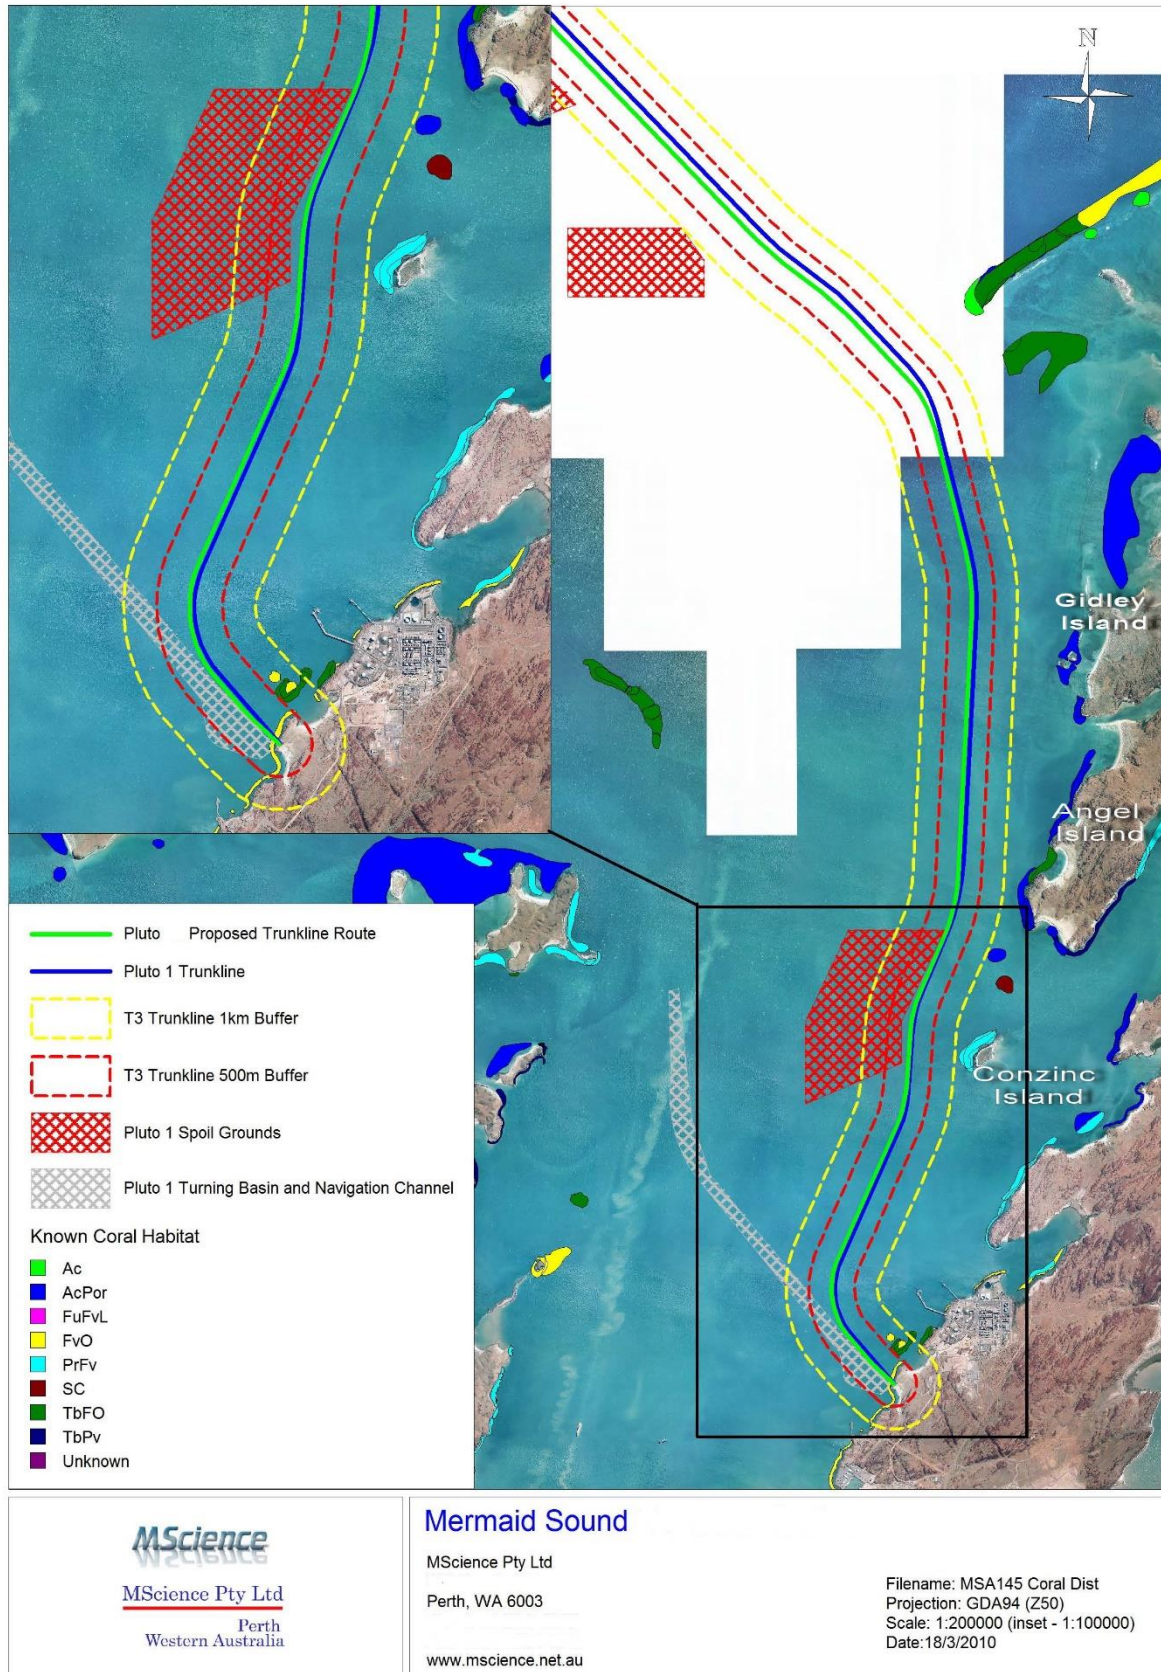 N
Gidley
Island
Angel
Island
Conzinc
Island
Pluto Proposed Trunkline Route
Pluto 1 Trunkline
T3 Trunkline 1km Buffer
T3 Trunkline 500m Buffer
Pluto 1 Spoil Grounds
Pluto 1 Turning Basin and Navigation Channel
Known Coral Habitat
Ac
AcPor
FuFvL
FvO
PrFv
SC
TbFO
TbPv
Unknown
MScience
MScience Pty Ltd
Perth
Western Australia
Mermaid Sound
MScience Pty Ltd
Perth, WA 6003
www.mscience.net.au
Filename: MSA145 Coral Dist
Projection: GDA94 (Z50)
Scale: 1:200000 (inset - 1:100000)
Date:18/3/2010